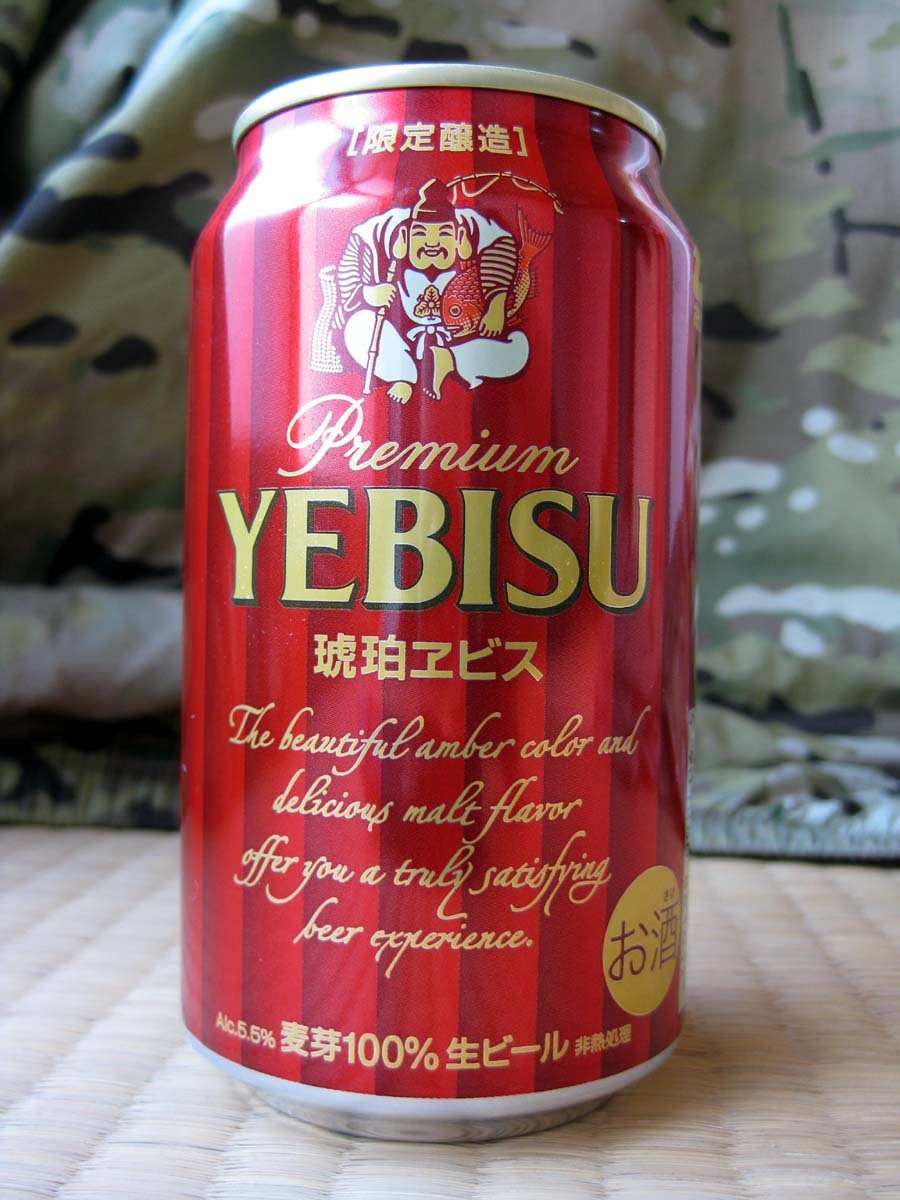 [限定醸造]
Premium
YEBISU
琥珀ヱビス
The beautiful amber color and
delicious malt flavor
offer you a truly satisfying
beer experience.
さけ
お酒
Alc.5.5% 麦芽100% 生ビール 非熱処理